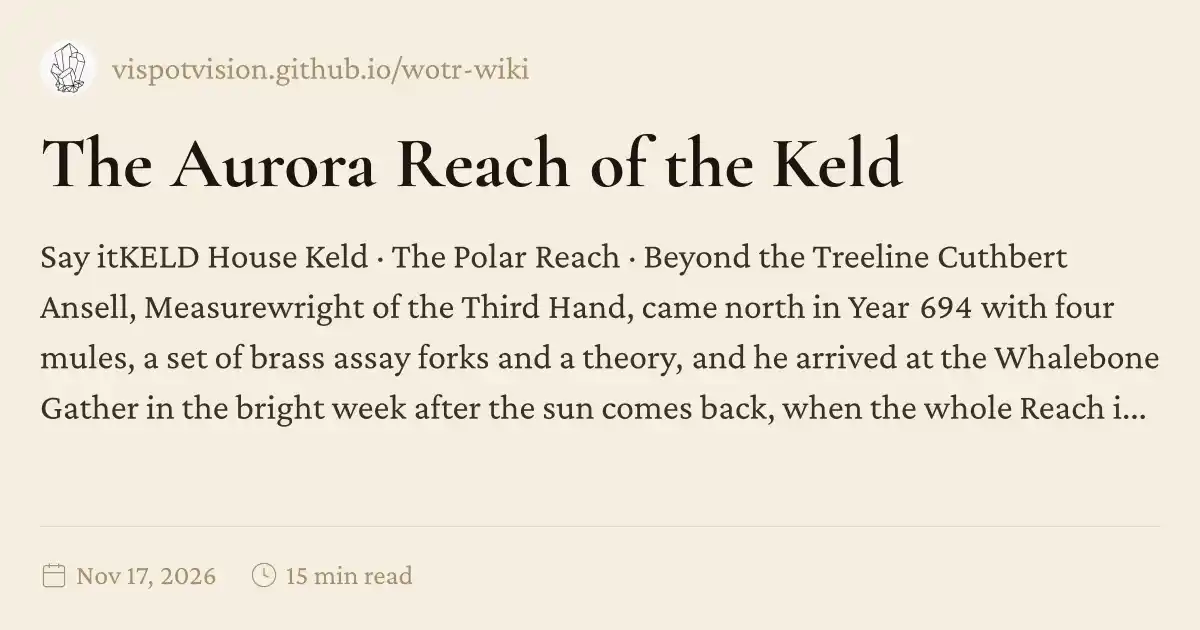 vispotvision.github.io/wotr-wiki
The Aurora Reach of the Keld
Say itKELD House Keld · The Polar Reach · Beyond the Treeline Cuthbert
Ansell, Measurewright of the Third Hand, came north in Year 694 with four
mules, a set of brass assay forks and a theory, and he arrived at the Whalebone
Gather in the bright week after the sun comes back, when the whole Reach i...
Nov 17, 2026
15 min read